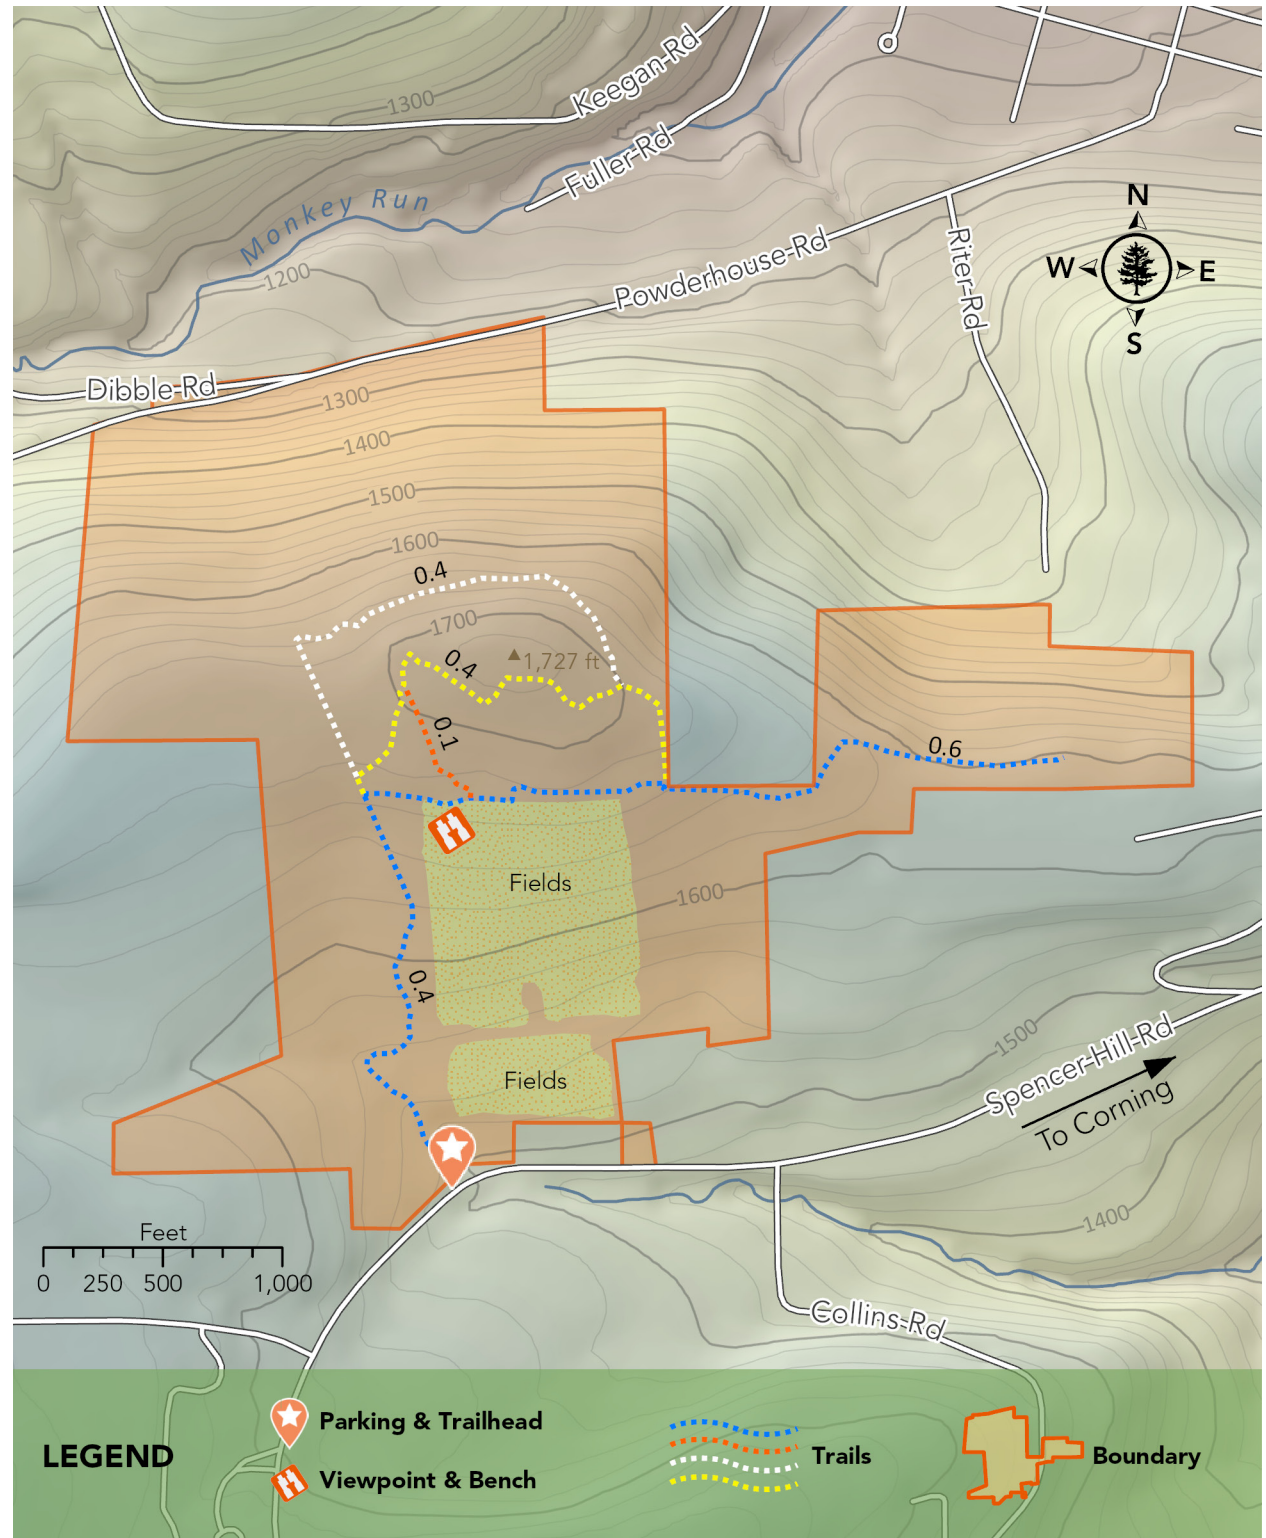 Keegan-Rd
1300
Fuller-Rd
Monkey Run
N
W E
S
1200
Powderhouse-Rd
Riter-Rd
Dibble-Rd
1300
1400
1500
1600
0.4
1700
0.4
1,727 ft
0.1
0.6
Fields
1600
0.4
Fields
1500
Spencer-Hill-Rd
To Corning
1400
Feet
0 250 500 1,000
Collins-Rd
LEGEND
Parking & Trailhead
Viewpoint & Bench
Trails
Boundary